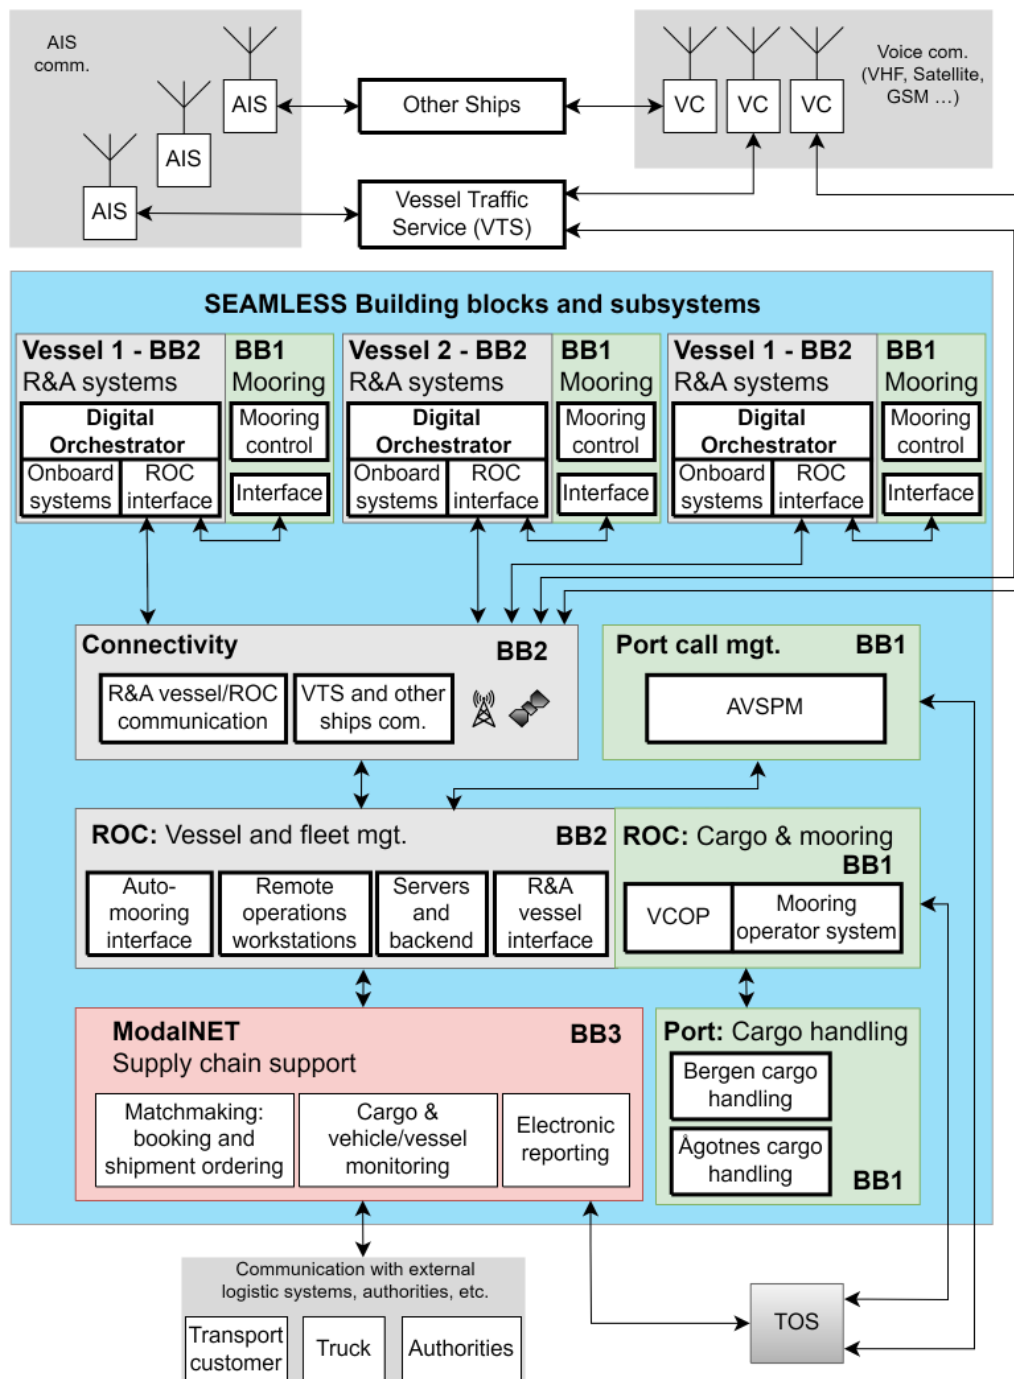 AIS
comm.
AIS
Other Ships
VC
VC
VC
Voice com.
(VHF, Satellite,
GSM ...)
AIS
AIS
Vessel Traffic
Service (VTS)
SEAMLESS Building blocks and subsystems
Vessel 1 - BB2
R&A systems
Digital
Orchestrator
Onboard
systems
ROC
interface
BB1
Mooring
Mooring
control
Interface
Vessel 2 - BB2
R&A systems
Digital
Orchestrator
Onboard
systems
ROC
interface
BB1
Mooring
Mooring
control
Interface
Vessel 1 - BB2
R&A systems
Digital
Orchestrator
Onboard
systems
ROC
interface
BB1
Mooring
Mooring
control
Interface
Connectivity
BB2
R&A vessel/ROC
communication
VTS and other
ships com.
Port call mgt.
BB1
AVSPM
ROC: Vessel and fleet mgt.
BB2
Auto-
mooring
interface
Remote
operations
workstations
Servers
and
backend
R&A
vessel
interface
ROC: Cargo & mooring
BB1
VCOP
Mooring
operator system
ModalNET
BB3
Supply chain support
Matchmaking:
booking and
shipment ordering
Cargo &
vehicle/vessel
monitoring
Electronic
reporting
Port: Cargo handling
Bergen cargo
handling
Ågotnes cargo
handling
BB1
Communication with external
logistic systems, authorities, etc.
Transport
customer
Truck
Authorities
TOS